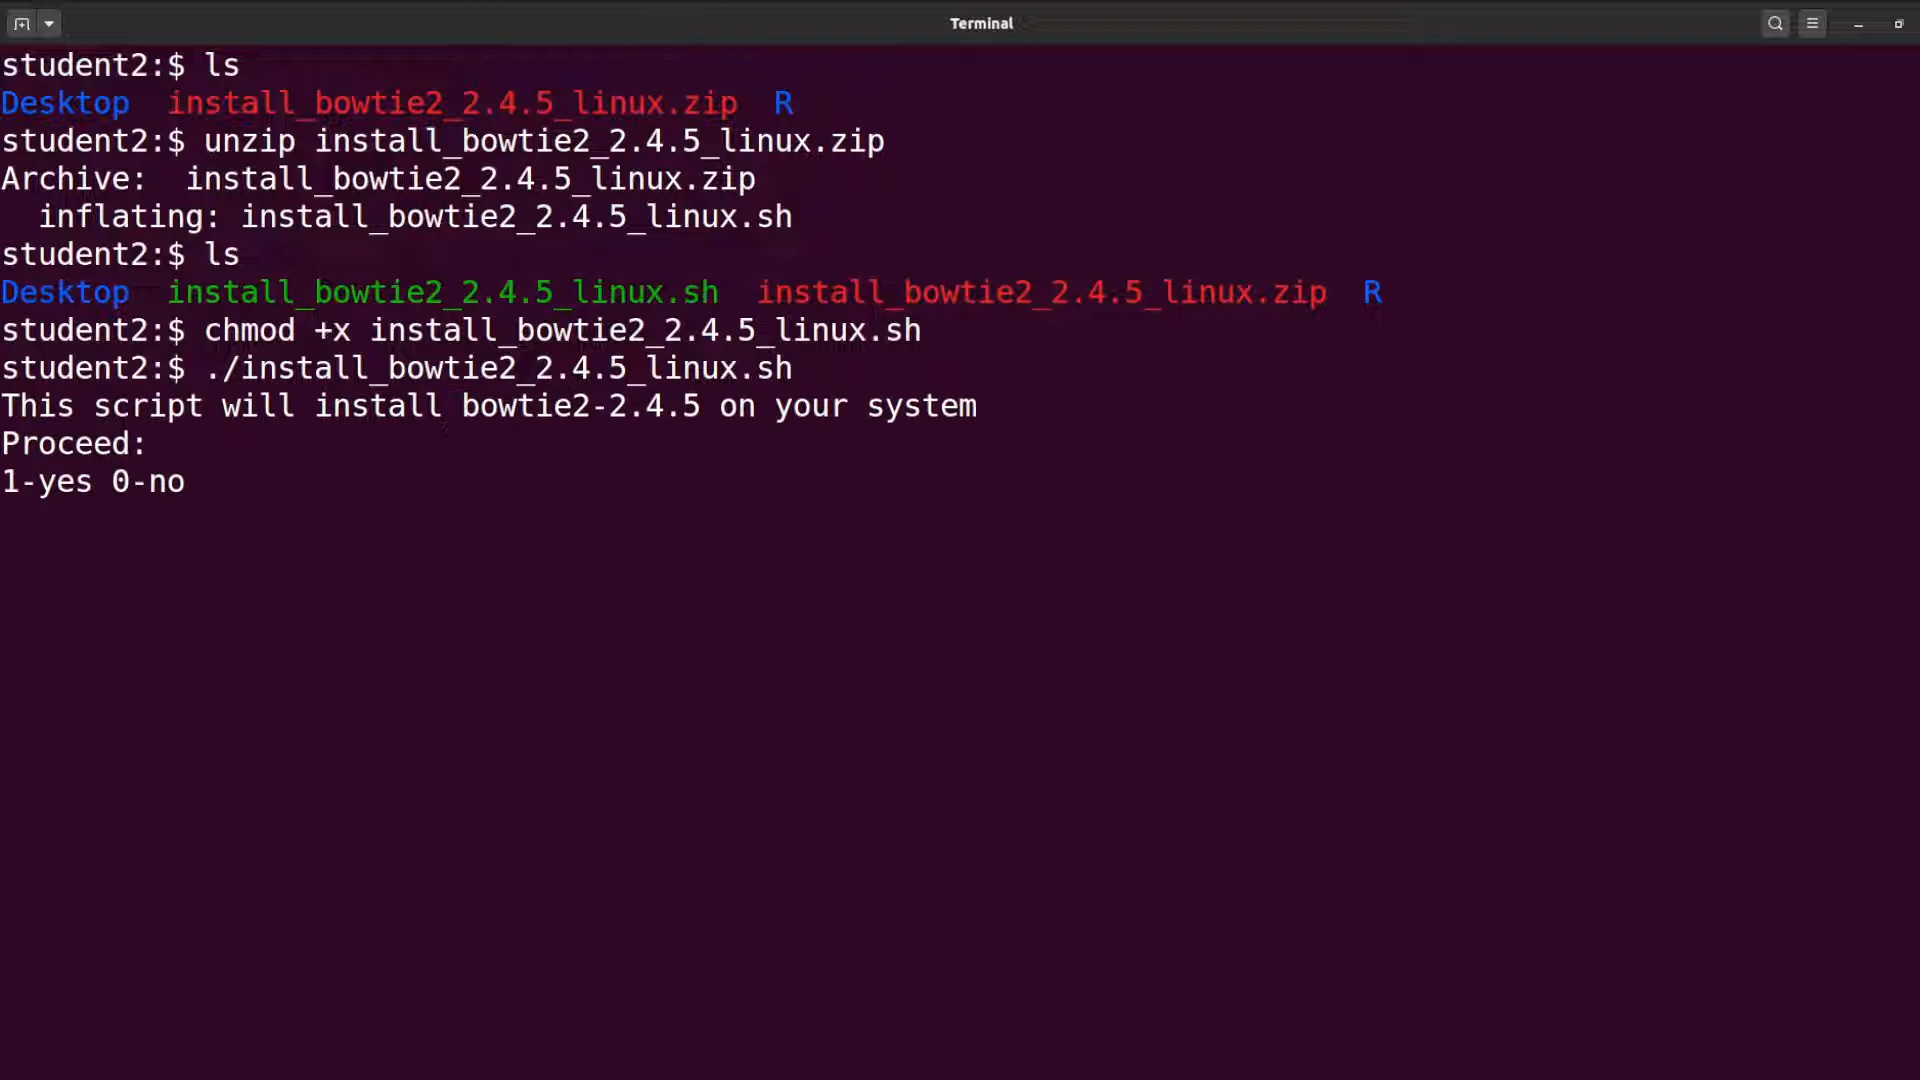 Terminal
student2:$ ls
Desktop  install_bowtie2_2.4.5_linux.zip  R
student2:$ unzip install_bowtie2_2.4.5_linux.zip
Archive:  install_bowtie2_2.4.5_linux.zip
  inflating: install_bowtie2_2.4.5_linux.sh
student2:$ ls
Desktop  install_bowtie2_2.4.5_linux.sh  install_bowtie2_2.4.5_linux.zip  R
student2:$ chmod +x install_bowtie2_2.4.5_linux.sh
student2:$ ./install_bowtie2_2.4.5_linux.sh
This script will install bowtie2-2.4.5 on your system
Proceed:
1-yes 0-no